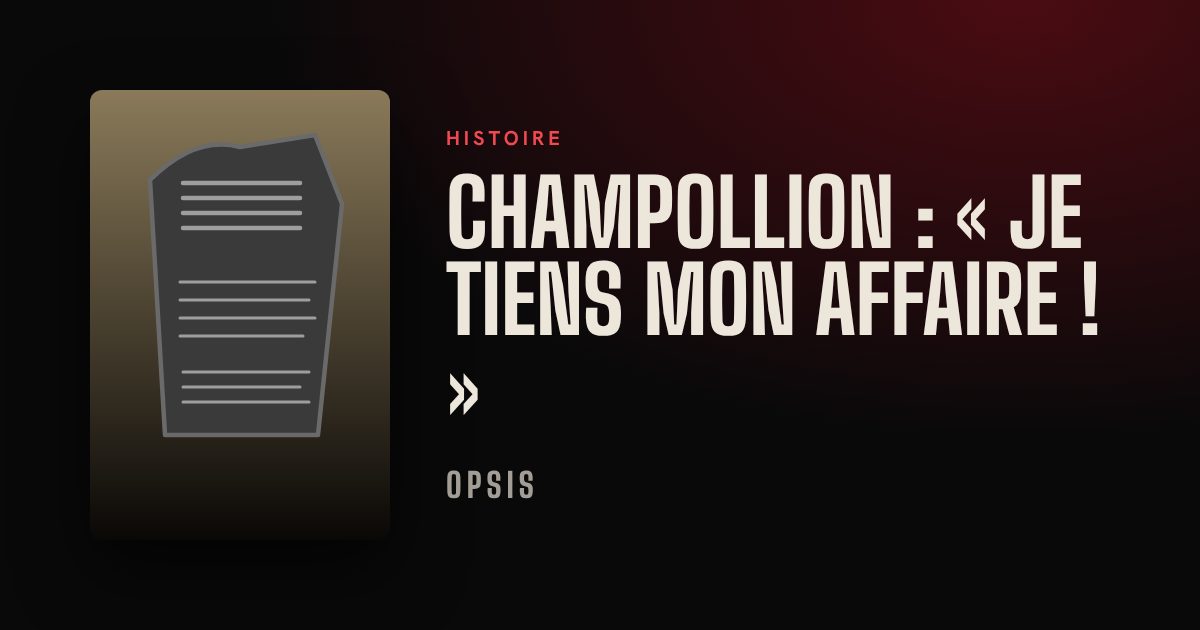 HISTOIRE
CHAMPOLLION : « JE
TIENS MON AFFAIRE !
»
OPSIS